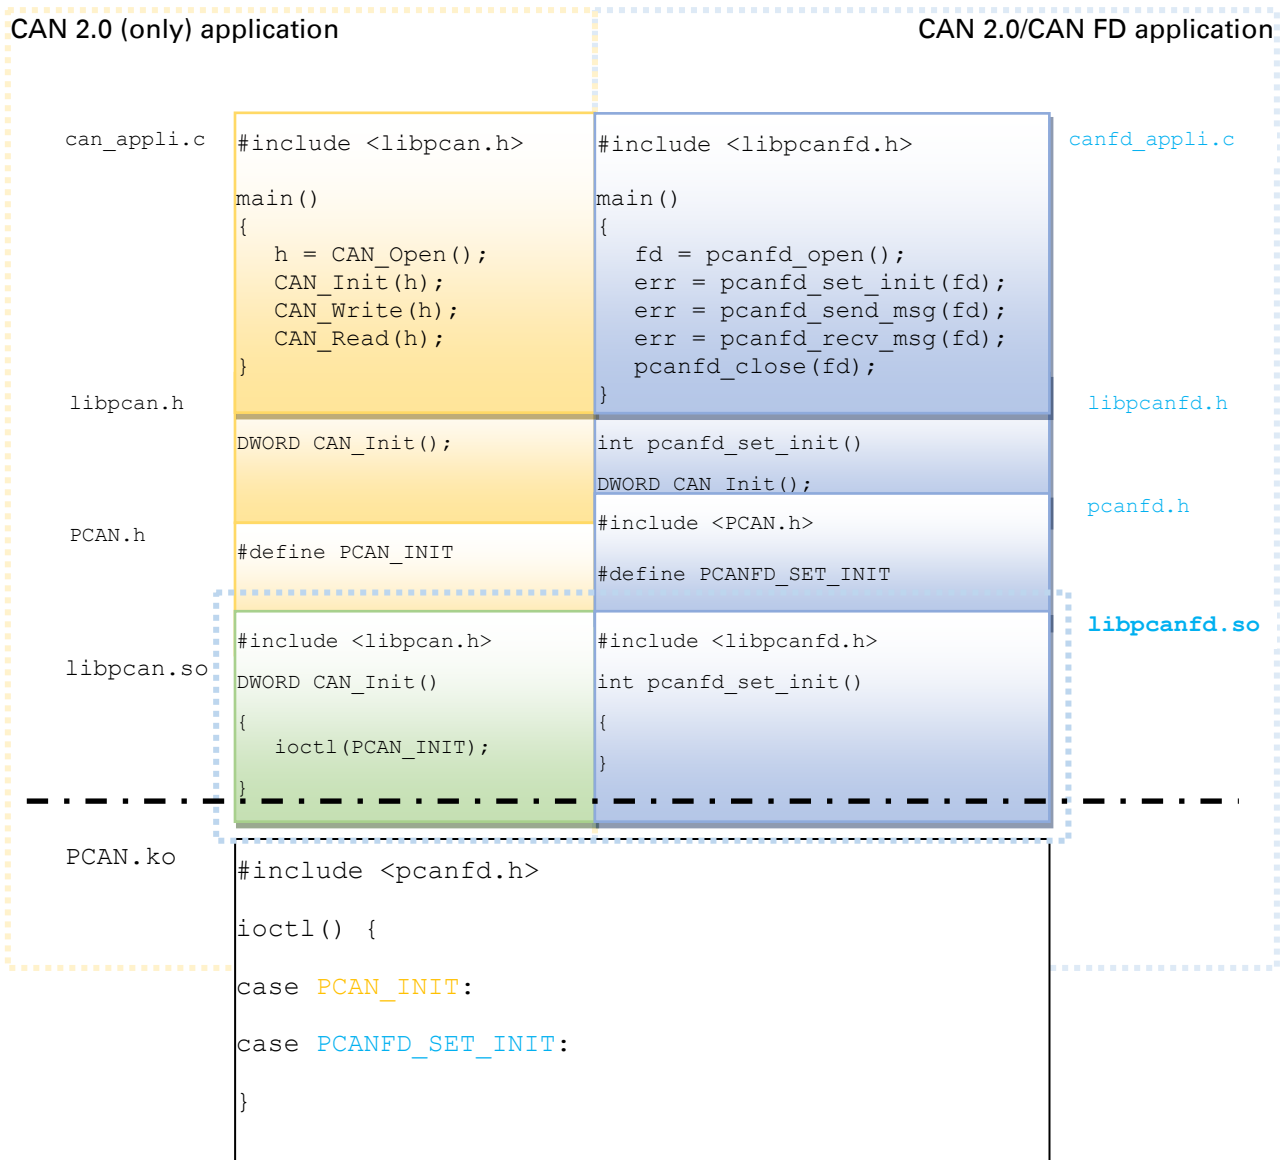 CAN 2.0 (only) application
CAN 2.0/CAN FD application
can_appli.c
#include <libpcan.h>
main()
{
h = CAN_Open();
CAN_Init(h);
CAN_Write(h);
CAN_Read(h);
}
#include <libpcanfd.h>
main()
{
fd = pcanfd_open();
err = pcanfd_set_init(fd);
err = pcanfd_send_msg(fd);
err = pcanfd_recv_msg(fd);
pcanfd_close(fd);
}
canfd_appli.c
libpcan.h
DWORD CAN_Init();
int pcanfd_set_init()
DWORD CAN_Init();
libpcanfd.h
PCAN.h
#define PCAN_INIT
#include <PCAN.h>
#define PCANFD_SET_INIT
pcanfd.h
libpcan.so
#include <libpcan.h>
DWORD CAN_Init()
{
ioctl(PCAN_INIT);
}
#include <libpcanfd.h>
int pcanfd_set_init()
{
}
libpcanfd.so
PCAN.ko
#include <pcanfd.h>
ioctl() {
case PCAN_INIT:
case PCANFD_SET_INIT:
}